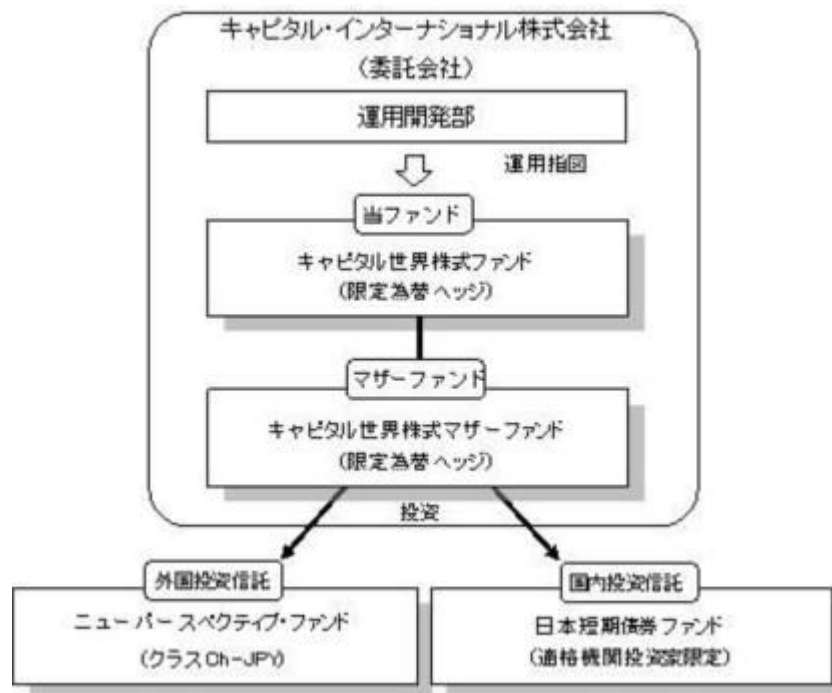 キャピタル・インターナショナル株式会社
(委託会社)
運用開発部
運用指図
当ファンド
キャピタル世界株式ファンド
(限定為替ヘッジ)
マザーファンド
キャピタル世界株式マザーファンド
(限定為替ヘッジ)
投資
外国投資信託
ニューパースペクティブ・ファンド
(クラスCh-JPY)
国内投資信託
日本短期債券ファンド
(適格機関投資家限定)